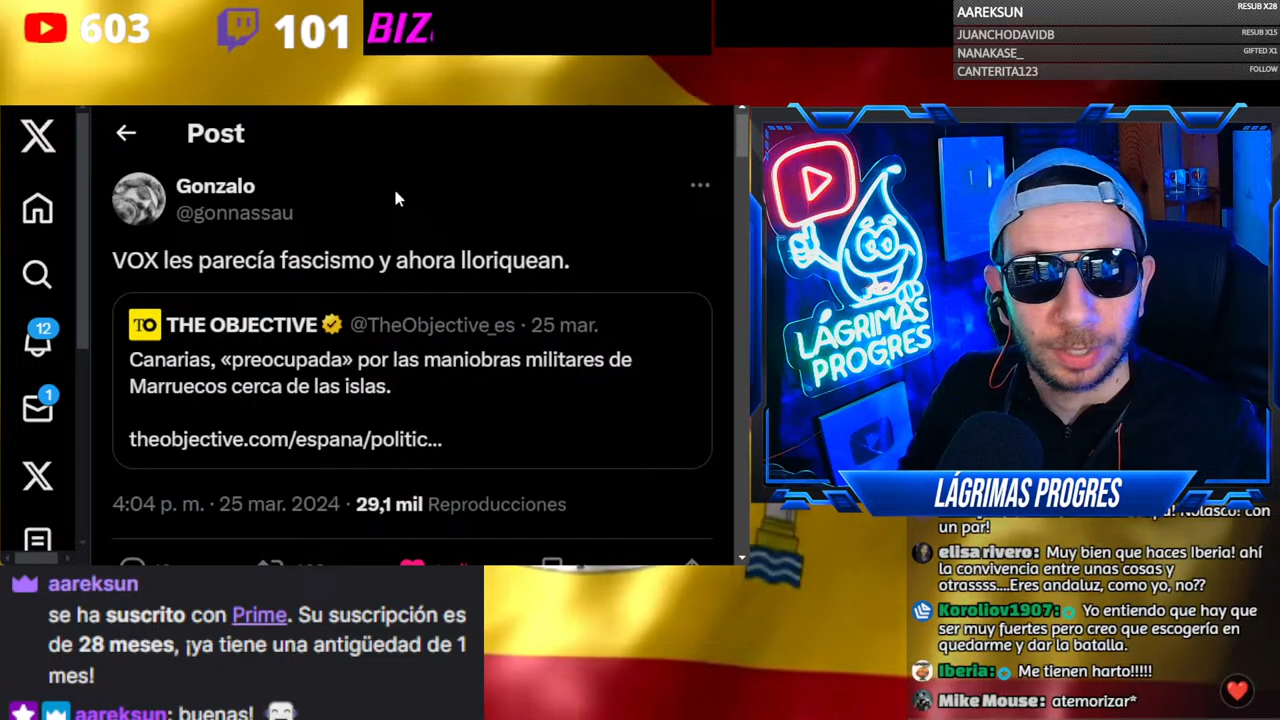 603
101
BIZ
AAREKSUN
RESUB X28
JUANCHODAVIDB
RESUB X15
NANAKASE_
GIFTED X1
CANTERITA123
FOLLOW
Post
Gonzalo
@gonnassau
VOX les parecía fascismo y ahora lloriquean.
TO THE OBJECTIVE @TheObjective_es · 25 mar.
Canarias, «preocupada» por las maniobras militares de
Marruecos cerca de las islas.
theobjective.com/espana/politic...
4:04 p. m. · 25 mar. 2024 · 29,1 mil Reproducciones
12
1
LÁGRIMAS
PROGRES
LÁGRIMAS PROGRES
aareksun
se ha suscrito con Prime. Su suscripción es
de 28 meses, ¡ya tiene una antigüedad de 1
mes!
aareksun: buenas!
Nolasco! con
un par!
elisa rivero: Muy bien que haces Iberia! ahí
la convivencia entre unas cosas y
otrassss....Eres andaluz, como yo, no??
Koroliov1907: Yo entiendo que hay que
ser muy fuertes pero creo que escogería en
quedarme y dar la batalla.
Iberia: Me tienen harto!!!!!
Mike Mouse: atemorizar*